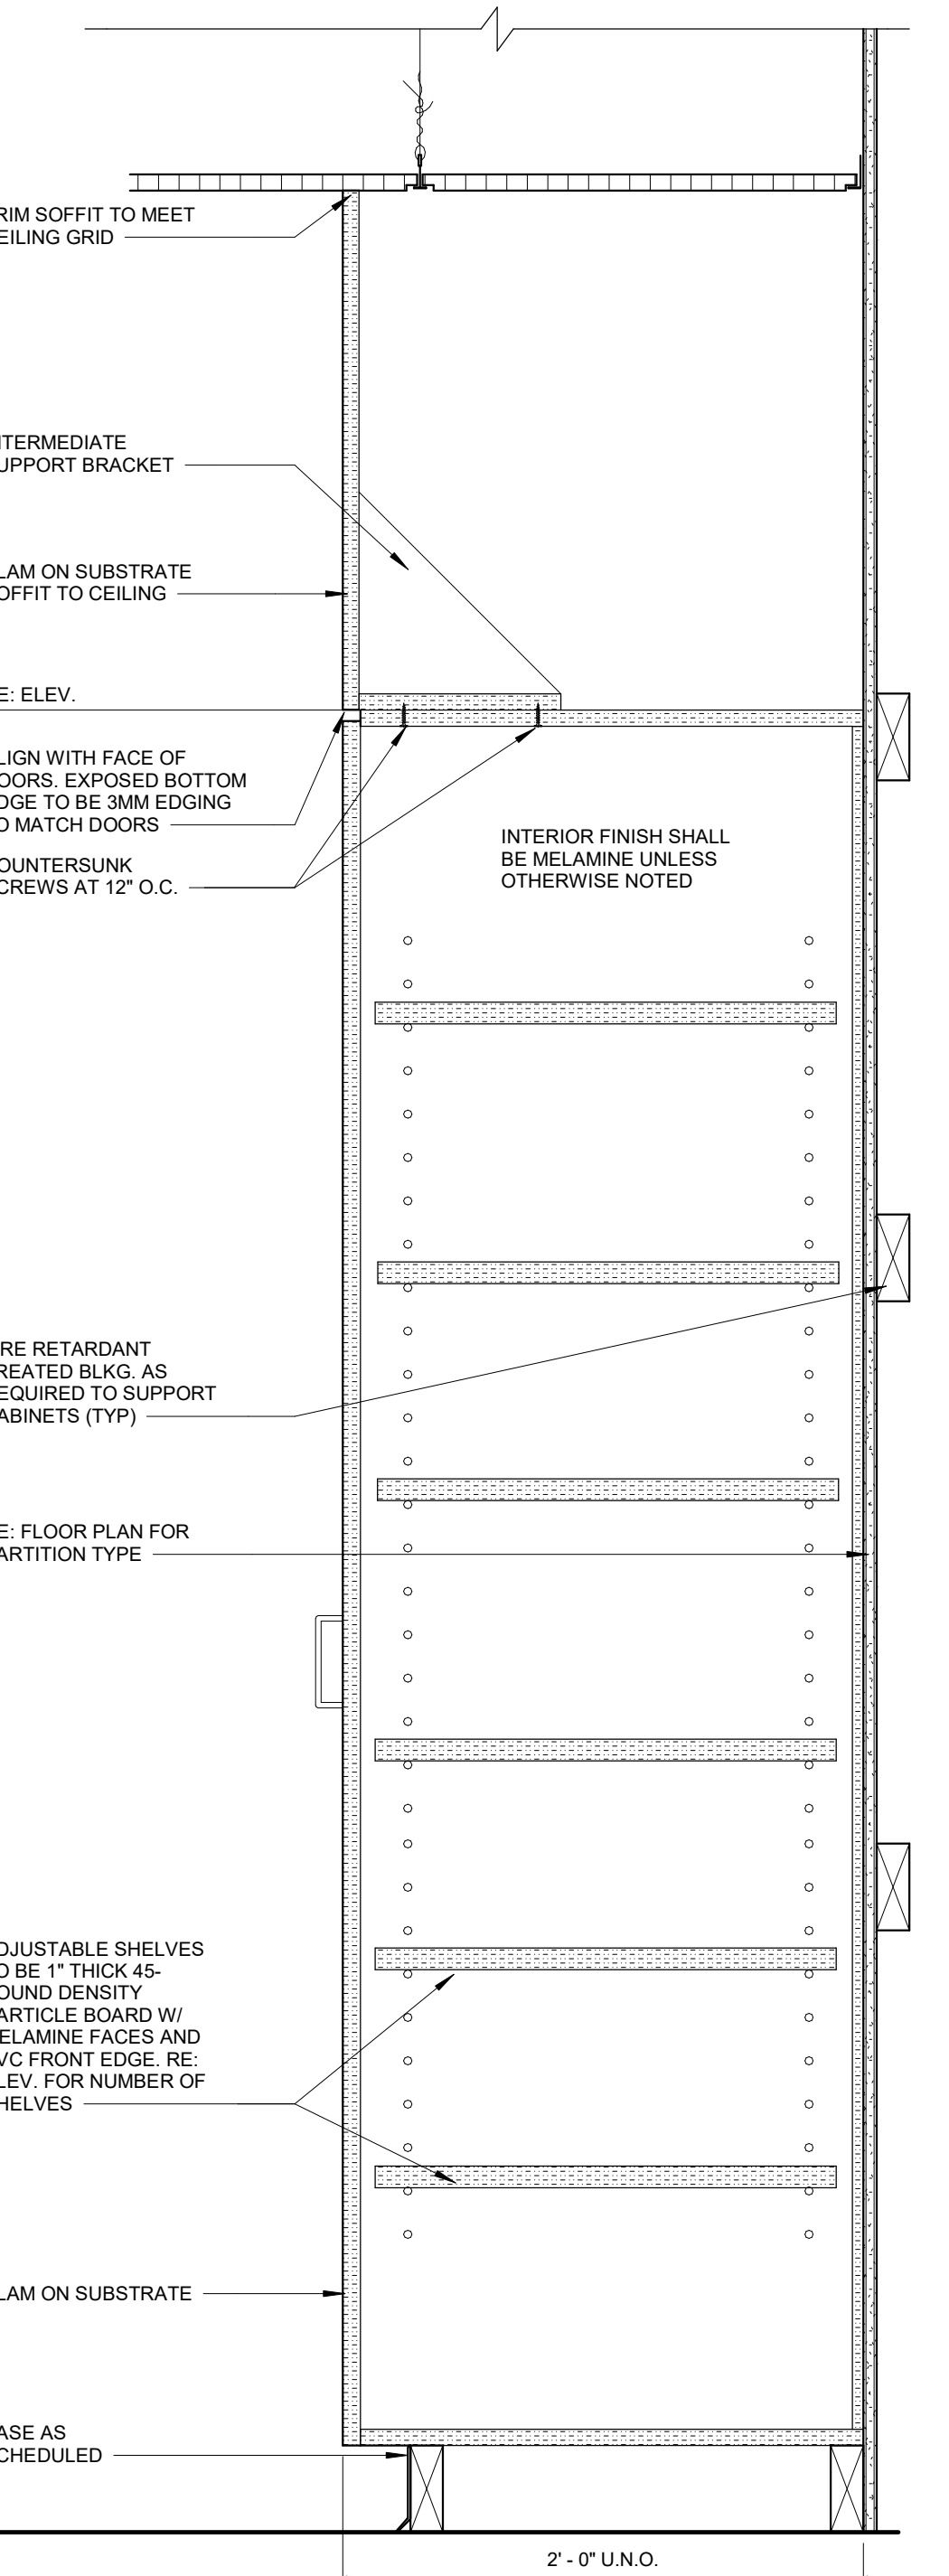 RIM SOFFIT TO MEET
EILING GRID
NTERMEDIATE
UPPORT BRACKET
LAM ON SUBSTRATE
OFFIT TO CEILING
E: ELEV.
LIGN WITH FACE OF
OORS. EXPOSED BOTTOM
DGE TO BE 3MM EDGING
O MATCH DOORS
OUNTERSUNK
CREWS AT 12" O.C.
INTERIOR FINISH SHALL
BE MELAMINE UNLESS
OTHERWISE NOTED
IRE RETARDANT
REATED BLKG. AS
EQUIRED TO SUPPORT
ABINETS (TYP)
E: FLOOR PLAN FOR
ARTITION TYPE
DJUSTABLE SHELVES
O BE 1" THICK 45-
OUND DENSITY
ARTICLE BOARD W/
ELAMINE FACES AND
VC FRONT EDGE. RE:
LEV. FOR NUMBER OF
HELVES
LAM ON SUBSTRATE
ASE AS
CHEDULED
2' - 0" U.N.O.